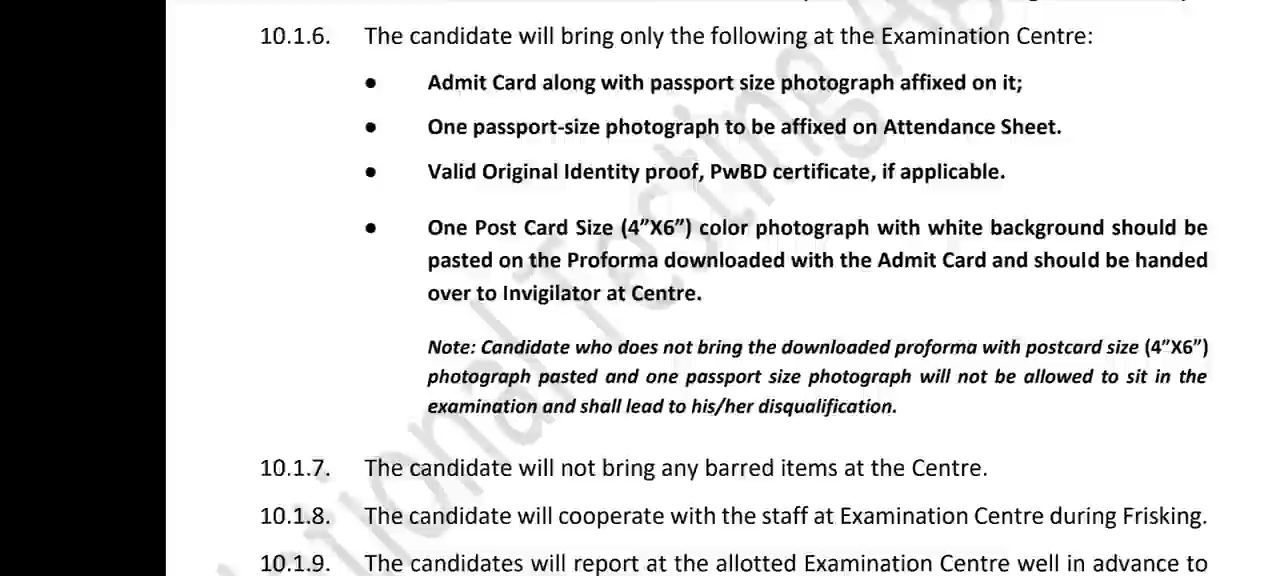 10.1.6. The candidate will bring only the following at the Examination Centre:
● Admit Card along with passport size photograph affixed on it;
● One passport-size photograph to be affixed on Attendance Sheet.
● Valid Original Identity proof, PwBD certificate, if applicable.
● One Post Card Size (4”X6”) color photograph with white background should be
pasted on the Proforma downloaded with the Admit Card and should be handed
over to Invigilator at Centre.
Note: Candidate who does not bring the downloaded proforma with postcard size (4”X6”)
photograph pasted and one passport size photograph will not be allowed to sit in the
examination and shall lead to his/her disqualification.
10.1.7. The candidate will not bring any barred items at the Centre.
10.1.8. The candidate will cooperate with the staff at Examination Centre during Frisking.
10.1.9. The candidates will report at the allotted Examination Centre well in advance to
Testing